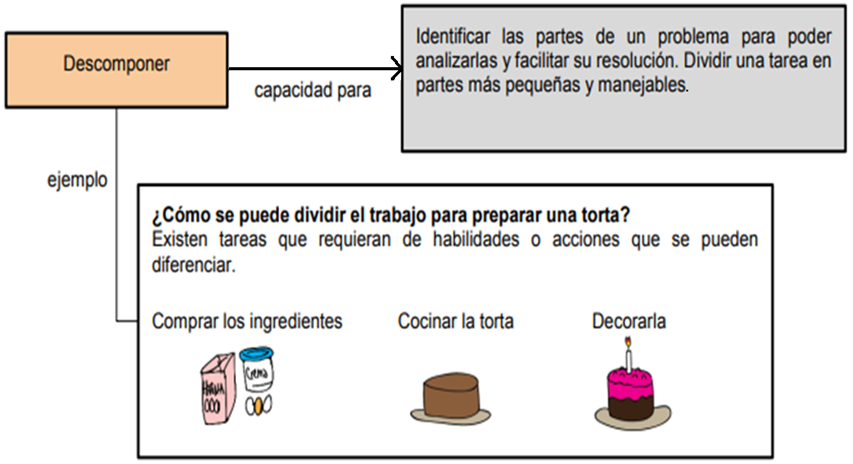 Descomponer
capacidad para
Identificar las partes de un problema para poder
analizarlas y facilitar su resolución. Dividir una tarea en
partes más pequeñas y manejables.
ejemplo
¿Cómo se puede dividir el trabajo para preparar una torta?
Existen tareas que requieran de habilidades o acciones que se pueden
diferenciar.
Comprar los ingredientes
Cocinar la torta
Decorarla
HARINA
Crema